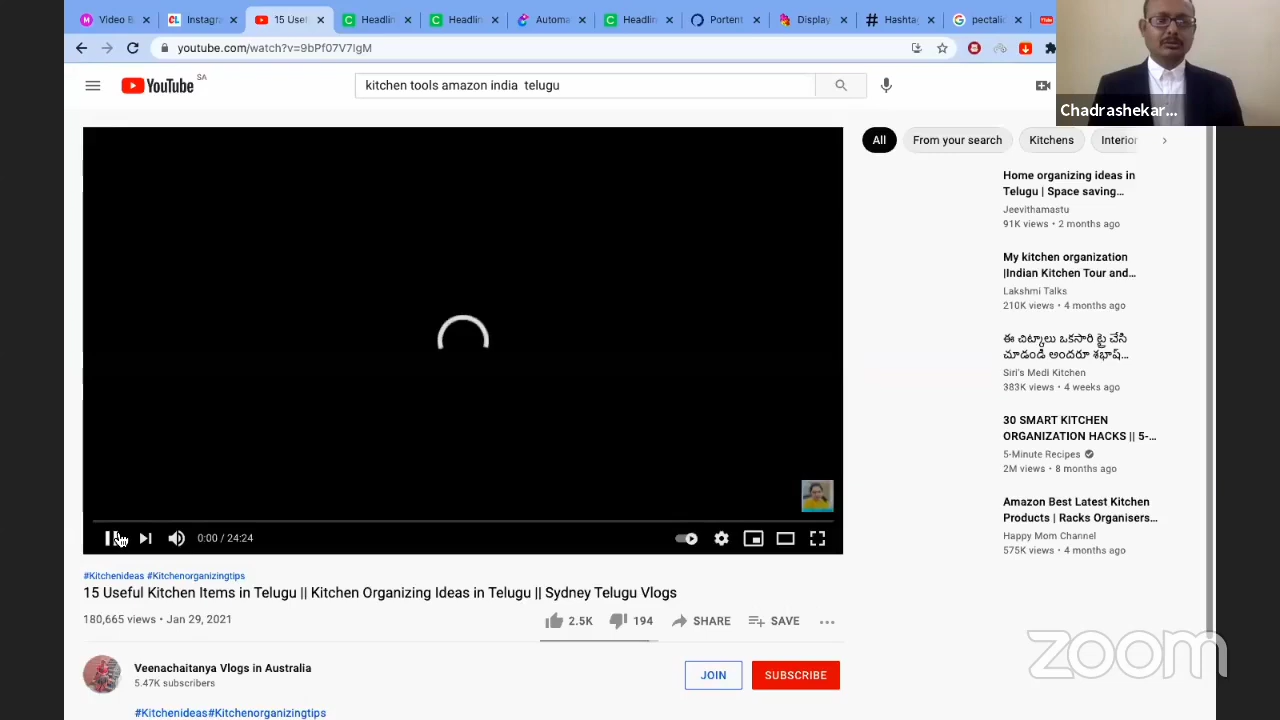 Video B
Instagra
15 Usef
Headlin
Headlin
Automa
Headlin
Portent
Display
Hashta
pectalic
youtube.com/watch?v=9bPf07V7lgM
YouTube SA
kitchen tools amazon india telugu
Chadrashekar...
All
From your search
Kitchens
Interior
Home organizing ideas in
Telugu | Space saving...
Jeevithamastu
91K views • 2 months ago
My kitchen organization
|Indian Kitchen Tour and...
Lakshmi Talks
210K views • 4 months ago
ఈ చిట్కాలు ఒకసారి ట్రై చేసి
చూడండి అందరూ శభాష్...
Siri's Medi Kitchen
383K views • 4 weeks ago
30 SMART KITCHEN
ORGANIZATION HACKS || 5-...
5-Minute Recipes
2M views • 8 months ago
Amazon Best Latest Kitchen
Products | Racks Organisers...
Happy Mom Channel
575K views • 4 months ago
0:00 / 24:24
#Kitchenideas #Kitchenorganizingtips
15 Useful Kitchen Items in Telugu || Kitchen Organizing Ideas in Telugu || Sydney Telugu Vlogs
180,665 views • Jan 29, 2021
2.5K
194
SHARE
SAVE
Veenachaitanya Vlogs in Australia
5.47K subscribers
JOIN
SUBSCRIBE
#Kitchenideas#Kitchenorganizingtips
zoom